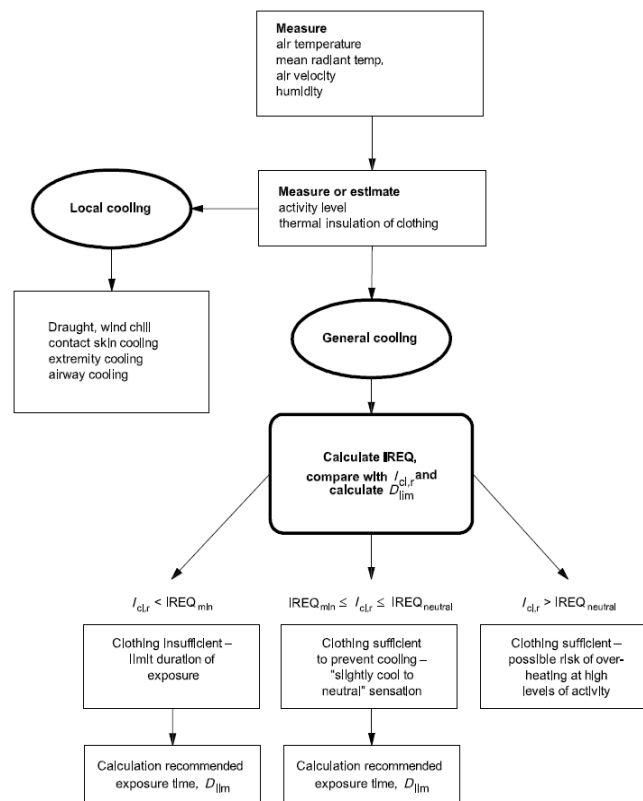 Measure
air temperature
mean radiant temp.
air velocity
humidity
Measure or estimate
activity level
thermal insulation of clothing
Local cooling
Draught, wind chill
contact skin cooling
extremity cooling
airway cooling
General cooling
Calculate IREQ,
compare with Icl,r and
calculate Dlim
Icl,r < IREQmin
IREQmin ≤ Icl,r ≤ IREQneutral
Icl,r > IREQneutral
Clothing insufficient –
limit duration of
exposure
Clothing sufficient
to prevent cooling –
"slightly cool to
neutral" sensation
Clothing sufficient –
possible risk of over-
heating at high
levels of activity
Calculation recommended
exposure time, Dlim
Calculation recommended
exposure time, Dlim